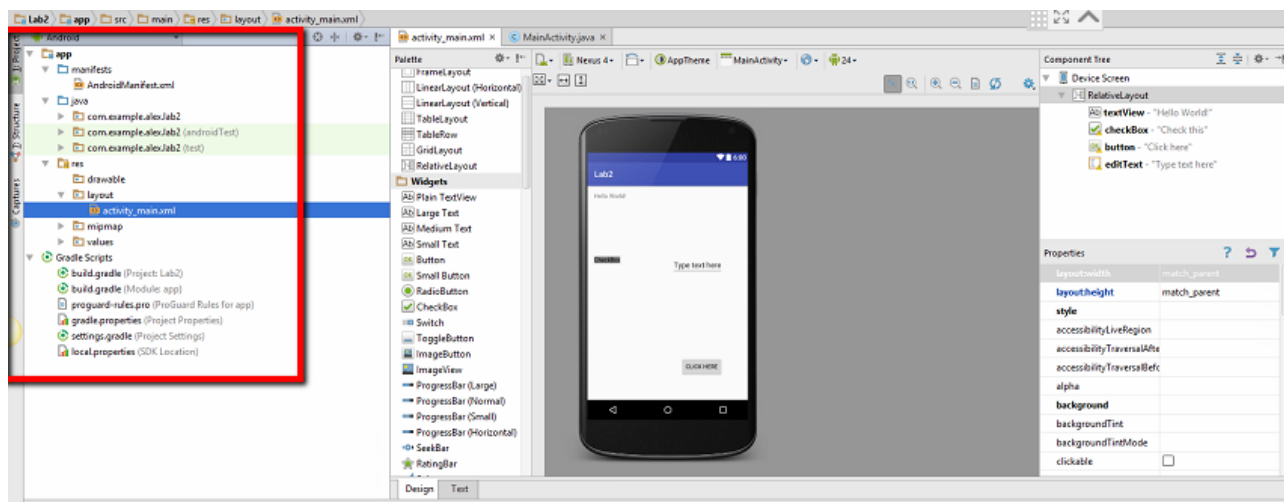 Lab2 app src main res layout activity_main.xml
Android
1: Project
Z: Structure
Captures
app
manifests
AndroidManifest.xml
java
com.example.alex.lab2
com.example.alex.lab2 (androidTest)
com.example.alex.lab2 (test)
res
drawable
layout
activity_main.xml
mipmap
values
Gradle Scripts
build.gradle (Project: Lab2)
build.gradle (Module: app)
proguard-rules.pro (ProGuard Rules for app)
gradle.properties (Project Properties)
settings.gradle (Project Settings)
local.properties (SDK Location)
activity_main.xml × MainActivity.java ×
Palette
FrameLayout
LinearLayout (Horizontal)
LinearLayout (Vertical)
TableLayout
TableRow
GridLayout
RelativeLayout
Widgets
Plain TextView
Large Text
Medium Text
Small Text
Button
Small Button
RadioButton
CheckBox
Switch
ToggleButton
ImageButton
ImageView
ProgressBar (Large)
ProgressBar (Normal)
ProgressBar (Small)
ProgressBar (Horizontal)
SeekBar
RatingBar
Design Text
Nexus 4 AppTheme MainActivity 24
6:00
Lab2
Hello World!
CheckBox
Type text here
CLICK HERE
Component Tree
Device Screen
RelativeLayout
textView - "Hello World!"
checkBox - "Check this"
button - "Click here"
editText - "Type text here"
Properties
layout:width match_parent
layout:height match_parent
style
accessibilityLiveRegion
accessibilityTraversalAfte
accessibilityTraversalBefo
alpha
background
backgroundTint
backgroundTintMode
clickable